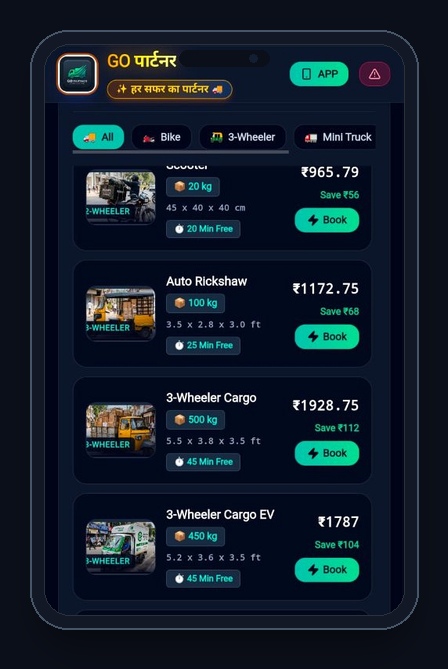 GO पार्टनर
✨ हर सफर का पार्टनर 🚚
APP
All
Bike
3-Wheeler
Mini Truck
Scooter
₹965.79
20 kg
Save ₹56
45 x 40 x 40 cm
2-WHEELER
Book
20 Min Free
Auto Rickshaw
₹1172.75
100 kg
Save ₹68
3.5 x 2.8 x 3.0 ft
3-WHEELER
Book
25 Min Free
3-Wheeler Cargo
₹1928.75
500 kg
Save ₹112
5.5 x 3.8 x 3.5 ft
3-WHEELER
Book
45 Min Free
3-Wheeler Cargo EV
₹1787
450 kg
Save ₹104
5.2 x 3.6 x 3.5 ft
3-WHEELER
Book
45 Min Free